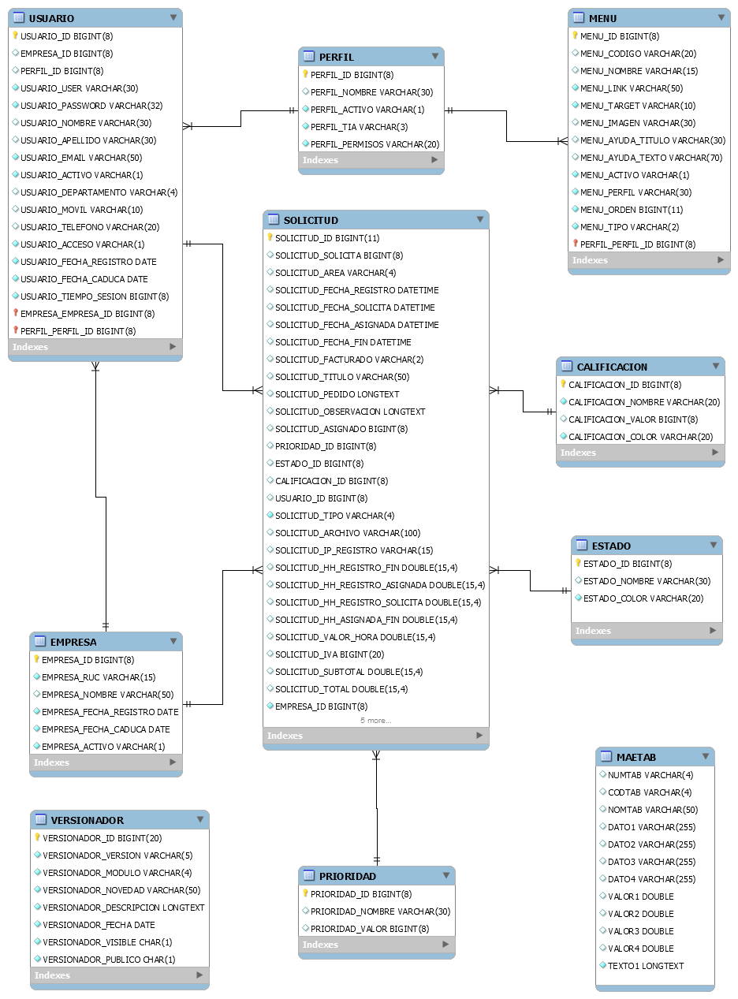 USUARIO
USUARIO_ID BIGINT(8)
EMPRESA_ID BIGINT(8)
PERFIL_ID BIGINT(8)
USUARIO_USER VARCHAR(30)
USUARIO_PASSWORD VARCHAR(32)
USUARIO_NOMBRE VARCHAR(30)
USUARIO_APELLIDO VARCHAR(30)
USUARIO_EMAIL VARCHAR(50)
USUARIO_ACTIVO VARCHAR(1)
USUARIO_DEPARTAMENTO VARCHAR(4)
USUARIO_MOVIL VARCHAR(10)
USUARIO_TELEFONO VARCHAR(20)
USUARIO_ACCESO VARCHAR(1)
USUARIO_FECHA_REGISTRO DATE
USUARIO_FECHA_CADUCA DATE
USUARIO_TIEMPO_SESION BIGINT(8)
EMPRESA_EMPRESA_ID BIGINT(8)
PERFIL_PERFIL_ID BIGINT(8)
Indexes
PERFIL
PERFIL_ID BIGINT(8)
PERFIL_NOMBRE VARCHAR(30)
PERFIL_ACTIVO VARCHAR(1)
PERFIL_TIA VARCHAR(3)
PERFIL_PERMISOS VARCHAR(20)
Indexes
MENU
MENU_ID BIGINT(8)
MENU_CODIGO VARCHAR(20)
MENU_NOMBRE VARCHAR(15)
MENU_LINK VARCHAR(50)
MENU_TARGET VARCHAR(10)
MENU_IMAGEN VARCHAR(30)
MENU_AYUDA_TITULO VARCHAR(30)
MENU_AYUDA_TEXTO VARCHAR(70)
MENU_ACTIVO VARCHAR(1)
MENU_PERFIL VARCHAR(30)
MENU_ORDEN BIGINT(11)
MENU_TIPO VARCHAR(2)
PERFIL_PERFIL_ID BIGINT(8)
Indexes
SOLICITUD
SOLICITUD_ID BIGINT(11)
SOLICITUD_SOLICITA BIGINT(8)
SOLICITUD_AREA VARCHAR(4)
SOLICITUD_FECHA_REGISTRO DATETIME
SOLICITUD_FECHA_SOLICITA DATETIME
SOLICITUD_FECHA_ASIGNADA DATETIME
SOLICITUD_FECHA_FIN DATETIME
SOLICITUD_FACTURADO VARCHAR(2)
SOLICITUD_TITULO VARCHAR(50)
SOLICITUD_PEDIDO LONGTEXT
SOLICITUD_OBSERVACION LONGTEXT
SOLICITUD_ASIGNADO BIGINT(8)
PRIORIDAD_ID BIGINT(8)
ESTADO_ID BIGINT(8)
CALIFICACION_ID BIGINT(8)
USUARIO_ID BIGINT(8)
SOLICITUD_TIPO VARCHAR(4)
SOLICITUD_ARCHIVO VARCHAR(100)
SOLICITUD_IP_REGISTRO VARCHAR(15)
SOLICITUD_HH_REGISTRO_FIN DOUBLE(15,4)
SOLICITUD_HH_REGISTRO_ASIGNADA DOUBLE(15,4)
SOLICITUD_HH_REGISTRO_SOLICITA DOUBLE(15,4)
SOLICITUD_HH_ASIGNADA_FIN DOUBLE(15,4)
SOLICITUD_VALOR_HORA DOUBLE(15,4)
SOLICITUD_IVA BIGINT(20)
SOLICITUD_SUBTOTAL DOUBLE(15,4)
SOLICITUD_TOTAL DOUBLE(15,4)
EMPRESA_ID BIGINT(8)
5 more...
Indexes
CALIFICACION
CALIFICACION_ID BIGINT(8)
CALIFICACION_NOMBRE VARCHAR(20)
CALIFICACION_VALOR BIGINT(8)
CALIFICACION_COLOR VARCHAR(20)
Indexes
ESTADO
ESTADO_ID BIGINT(8)
ESTADO_NOMBRE VARCHAR(30)
ESTADO_COLOR VARCHAR(20)
Indexes
EMPRESA
EMPRESA_ID BIGINT(8)
EMPRESA_RUC VARCHAR(15)
EMPRESA_NOMBRE VARCHAR(50)
EMPRESA_FECHA_REGISTRO DATE
EMPRESA_FECHA_CADUCA DATE
EMPRESA_ACTIVO VARCHAR(1)
Indexes
VERSIONADOR
VERSIONADOR_ID BIGINT(20)
VERSIONADOR_VERSION VARCHAR(5)
VERSIONADOR_MODULO VARCHAR(4)
VERSIONADOR_NOVEDAD VARCHAR(50)
VERSIONADOR_DESCRIPCION LONGTEXT
VERSIONADOR_FECHA DATE
VERSIONADOR_VISIBLE CHAR(1)
VERSIONADOR_PUBLICO CHAR(1)
Indexes
PRIORIDAD
PRIORIDAD_ID BIGINT(8)
PRIORIDAD_NOMBRE VARCHAR(30)
PRIORIDAD_VALOR BIGINT(8)
Indexes
MAETAB
NUMTAB VARCHAR(4)
CODTAB VARCHAR(4)
NOMTAB VARCHAR(50)
DATO1 VARCHAR(255)
DATO2 VARCHAR(255)
DATO3 VARCHAR(255)
DATO4 VARCHAR(255)
VALOR1 DOUBLE
VALOR2 DOUBLE
VALOR3 DOUBLE
VALOR4 DOUBLE
TEXTO1 LONGTEXT